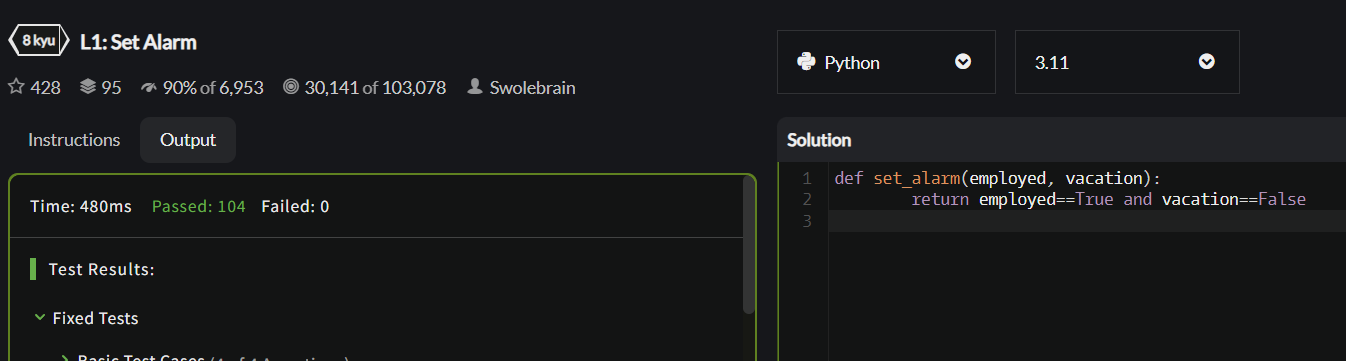 8 kyu L1: Set Alarm
428 95 90% of 6,953 30,141 of 103,078 Swolebrain
Instructions Output
Time: 480ms Passed: 104 Failed: 0
Test Results:
Fixed Tests
Basic Test Cases
Python 3.11
Solution
1 def set_alarm(employed, vacation):
2 return employed==True and vacation==False
3